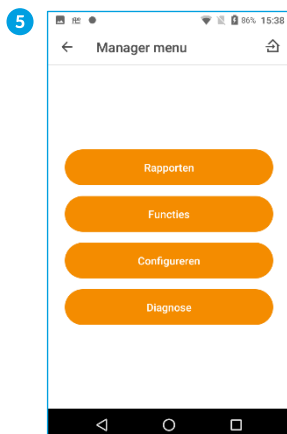 5
86% 15:38
Manager menu
Rapporten
Functies
Configureren
Diagnose